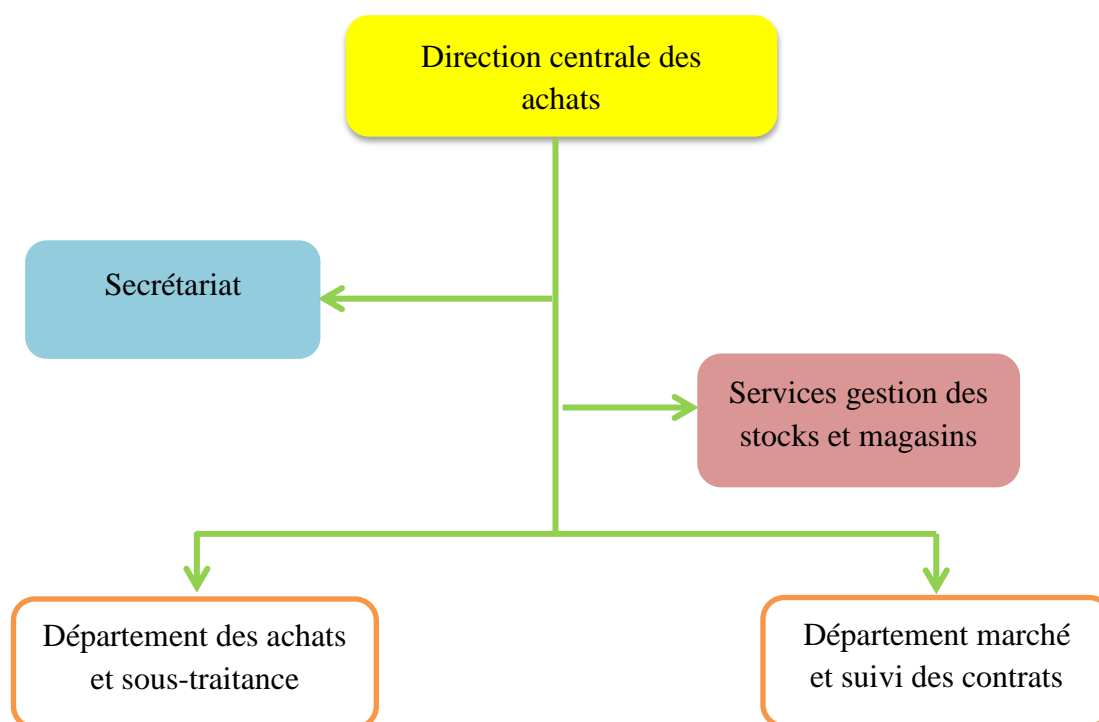 Direction centrale des
achats
Secrétariat
Services gestion des
stocks et magasins
Département des achats
et sous-traitance
Département marché
et suivi des contrats